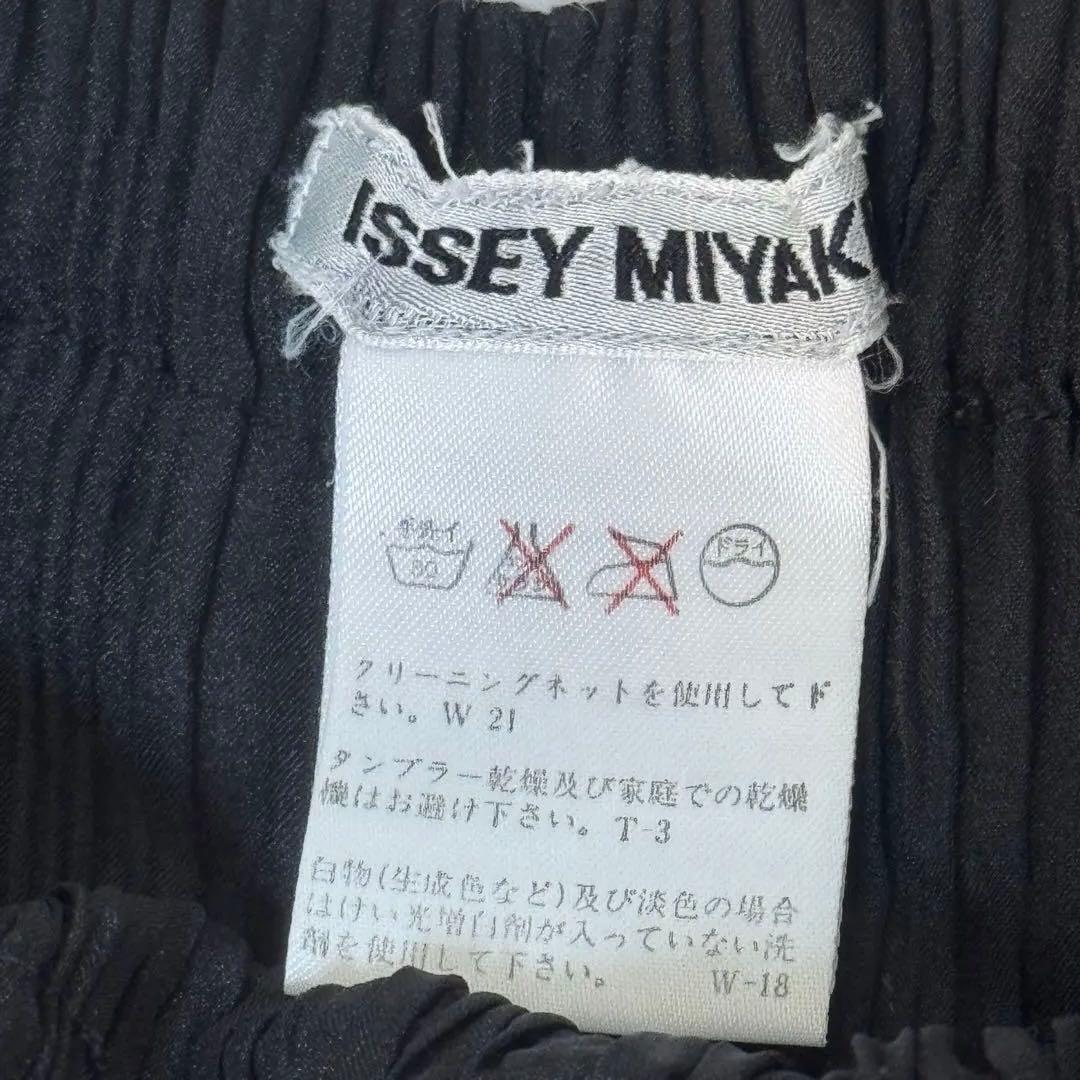 ISSEY MIYAK
手洗イ
30
ドライ
クリーニングネットを使用して下
さい。W 21
タンブラー乾燥及び家庭での乾燥
機はお避け下さい。T-3
白物(生成色など)及び淡色の場合
はけい光増白剤が入っていない洗
剤を使用して下さい。 W-18